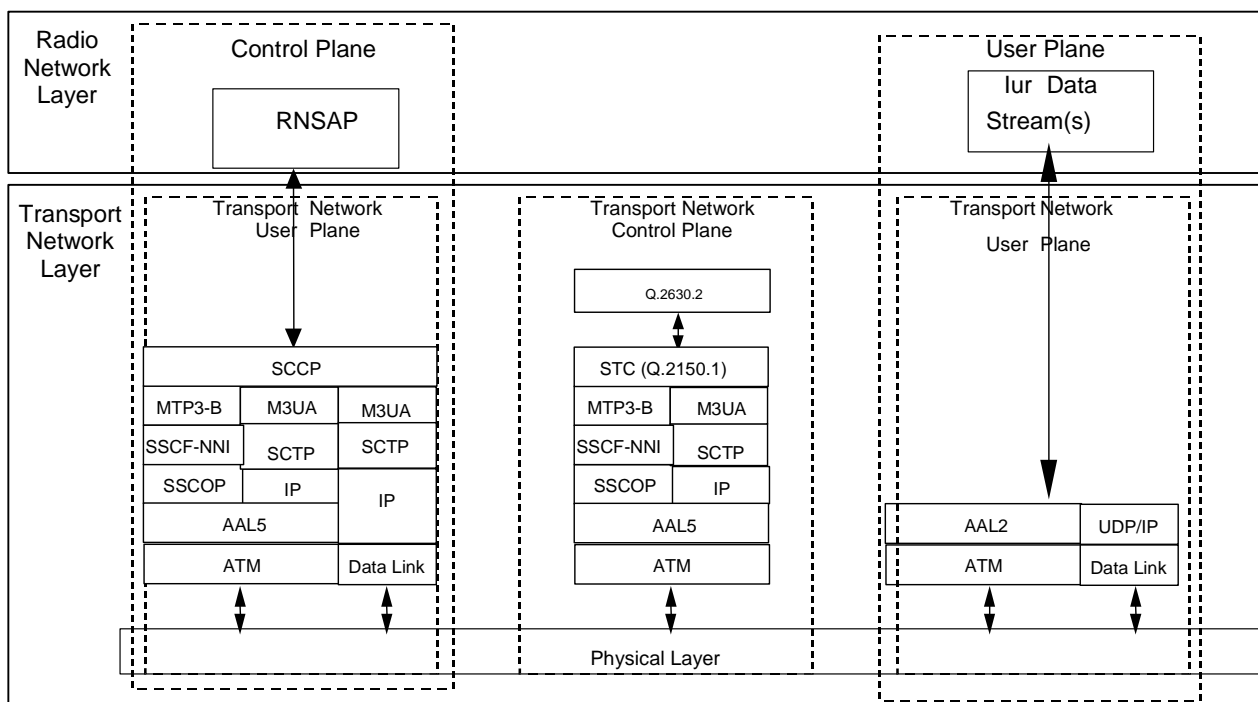 Radio
Network
Layer
Control Plane
RNSAP
User Plane
Iur Data
Stream(s)
Transport
Network
Layer
Transport Network
User Plane
SCCP
MTP3-B
M3UA
M3UA
SSCF-NNI
SCTP
SCTP
SSCOP
IP
IP
AAL5
ATM
Data Link
Transport Network
Control Plane
Q.2630.2
STC (Q.2150.1)
MTP3-B
M3UA
SSCF-NNI
SCTP
SSCOP
IP
AAL5
ATM
Transport Network
User Plane
AAL2
UDP/IP
ATM
Data Link
Physical Layer